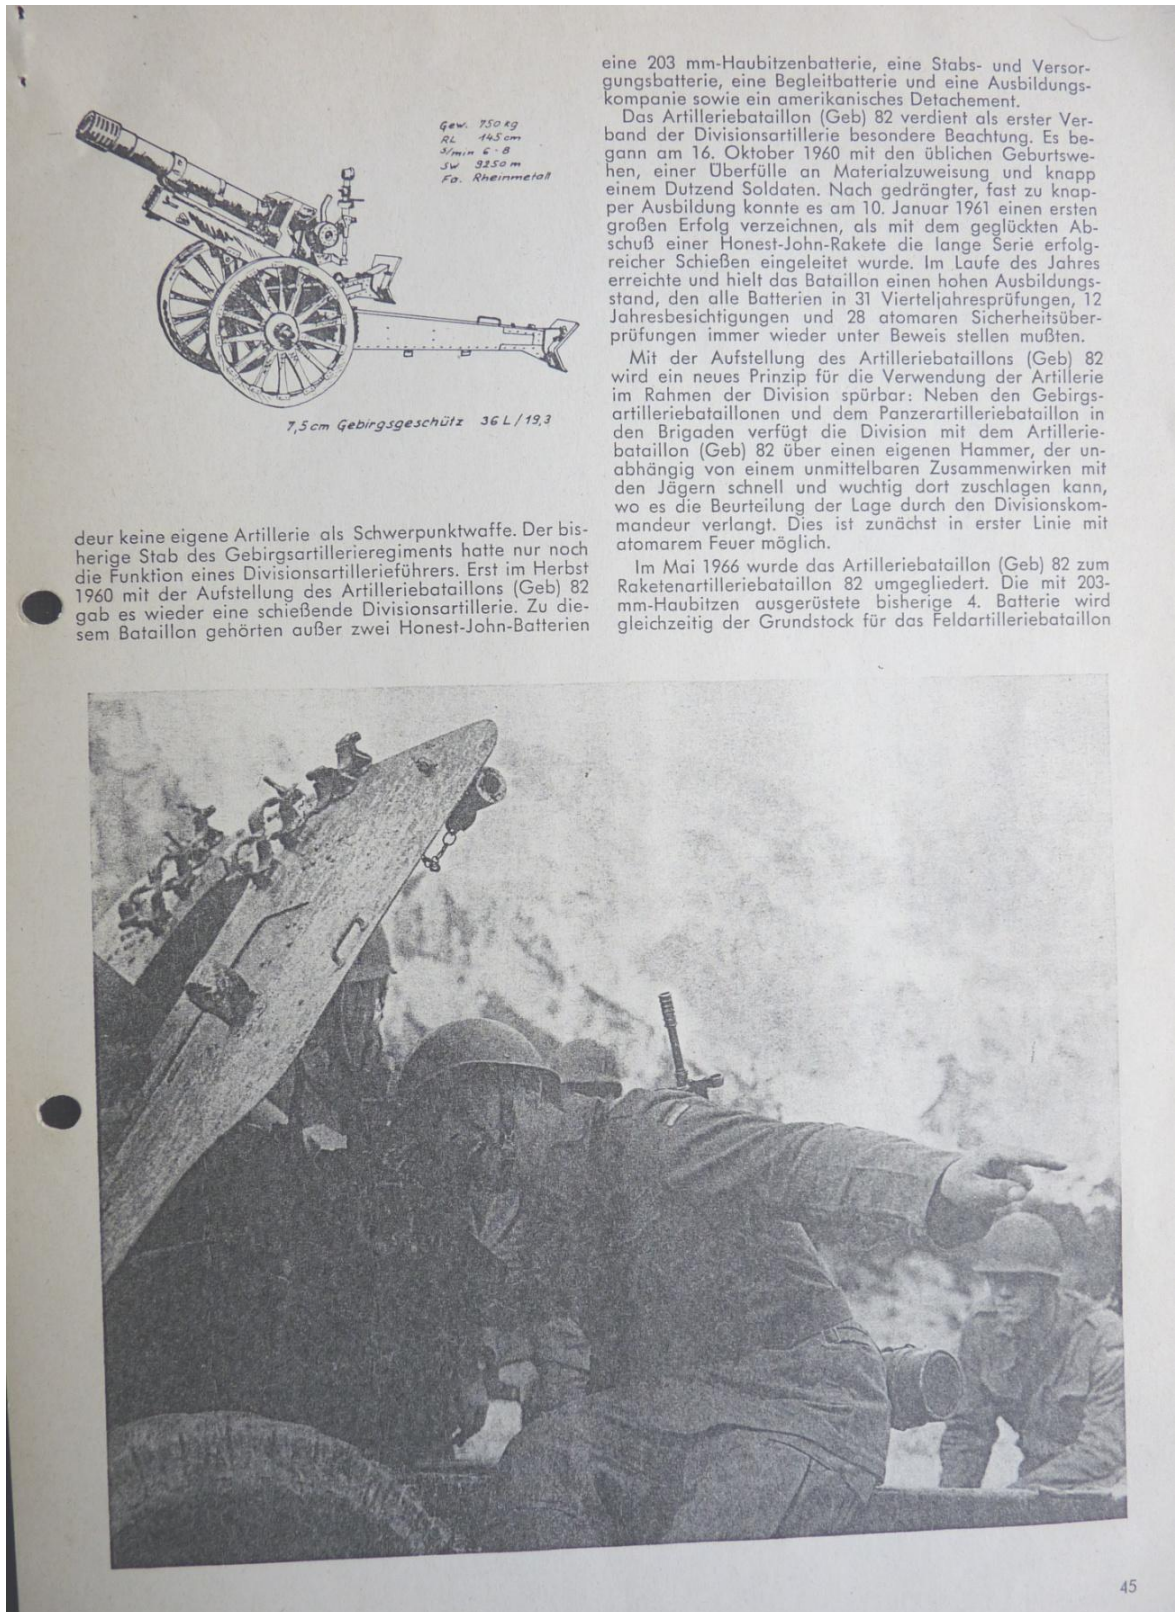 Gew. 750 kg
RL 145 cm
S/min 6-8
SW 9250 m
Fa. Rheinmetall
7,5 cm Gebirgsgeschütz 36 L/19,3
deur keine eigene Artillerie als Schwerpunktwaffe. Der bis-
herige Stab des Gebirgsartillerieregiments hatte nur noch
die Funktion eines Divisionsartillerieführers. Erst im Herbst
1960 mit der Aufstellung des Artilleriebataillons (Geb) 82
gab es wieder eine schießende Divisionsartillerie. Zu die-
sem Bataillon gehörten außer zwei Honest-John-Batterien
eine 203 mm-Haubitzenbatterie, eine Stabs- und Versor-
gungsbatterie, eine Begleitbatterie und eine Ausbildungs-
kompanie sowie ein amerikanisches Detachement.
Das Artilleriebataillon (Geb) 82 verdient als erster Ver-
band der Divisionsartillerie besondere Beachtung. Es be-
gann am 16. Oktober 1960 mit den üblichen Geburtswe-
hen, einer Überfülle an Materialzuweisung und knapp
einem Dutzend Soldaten. Nach gedrängter, fast zu knap-
per Ausbildung konnte es am 10. Januar 1961 einen ersten
großen Erfolg verzeichnen, als mit dem geglückten Ab-
schuß einer Honest-John-Rakete die lange Serie erfolg-
reicher Schießen eingeleitet wurde. Im Laufe des Jahres
erreichte und hielt das Bataillon einen hohen Ausbildungs-
stand, den alle Batterien in 31 Vierteljahresprüfungen, 12
Jahresbesichtigungen und 28 atomaren Sicherheitsüber-
prüfungen immer wieder unter Beweis stellen mußten.
Mit der Aufstellung des Artilleriebataillons (Geb) 82
wird ein neues Prinzip für die Verwendung der Artillerie
im Rahmen der Division spürbar: Neben den Gebirgs-
artilleriebataillonen und dem Panzerartilleriebataillon in
den Brigaden verfügt die Division mit dem Artillerie-
bataillon (Geb) 82 über einen eigenen Hammer, der un-
abhängig von einem unmittelbaren Zusammenwirken mit
den Jägern schnell und wuchtig dort zuschlagen kann,
wo es die Beurteilung der Lage durch den Divisionskom-
mandeur verlangt. Dies ist zunächst in erster Linie mit
atomarem Feuer möglich.
Im Mai 1966 wurde das Artilleriebataillon (Geb) 82 zum
Raketenartilleriebataillon 82 umgegliedert. Die mit 203-
mm-Haubitzen ausgerüstete bisherige 4. Batterie wird
gleichzeitig der Grundstock für das Feldartilleriebataillon
45